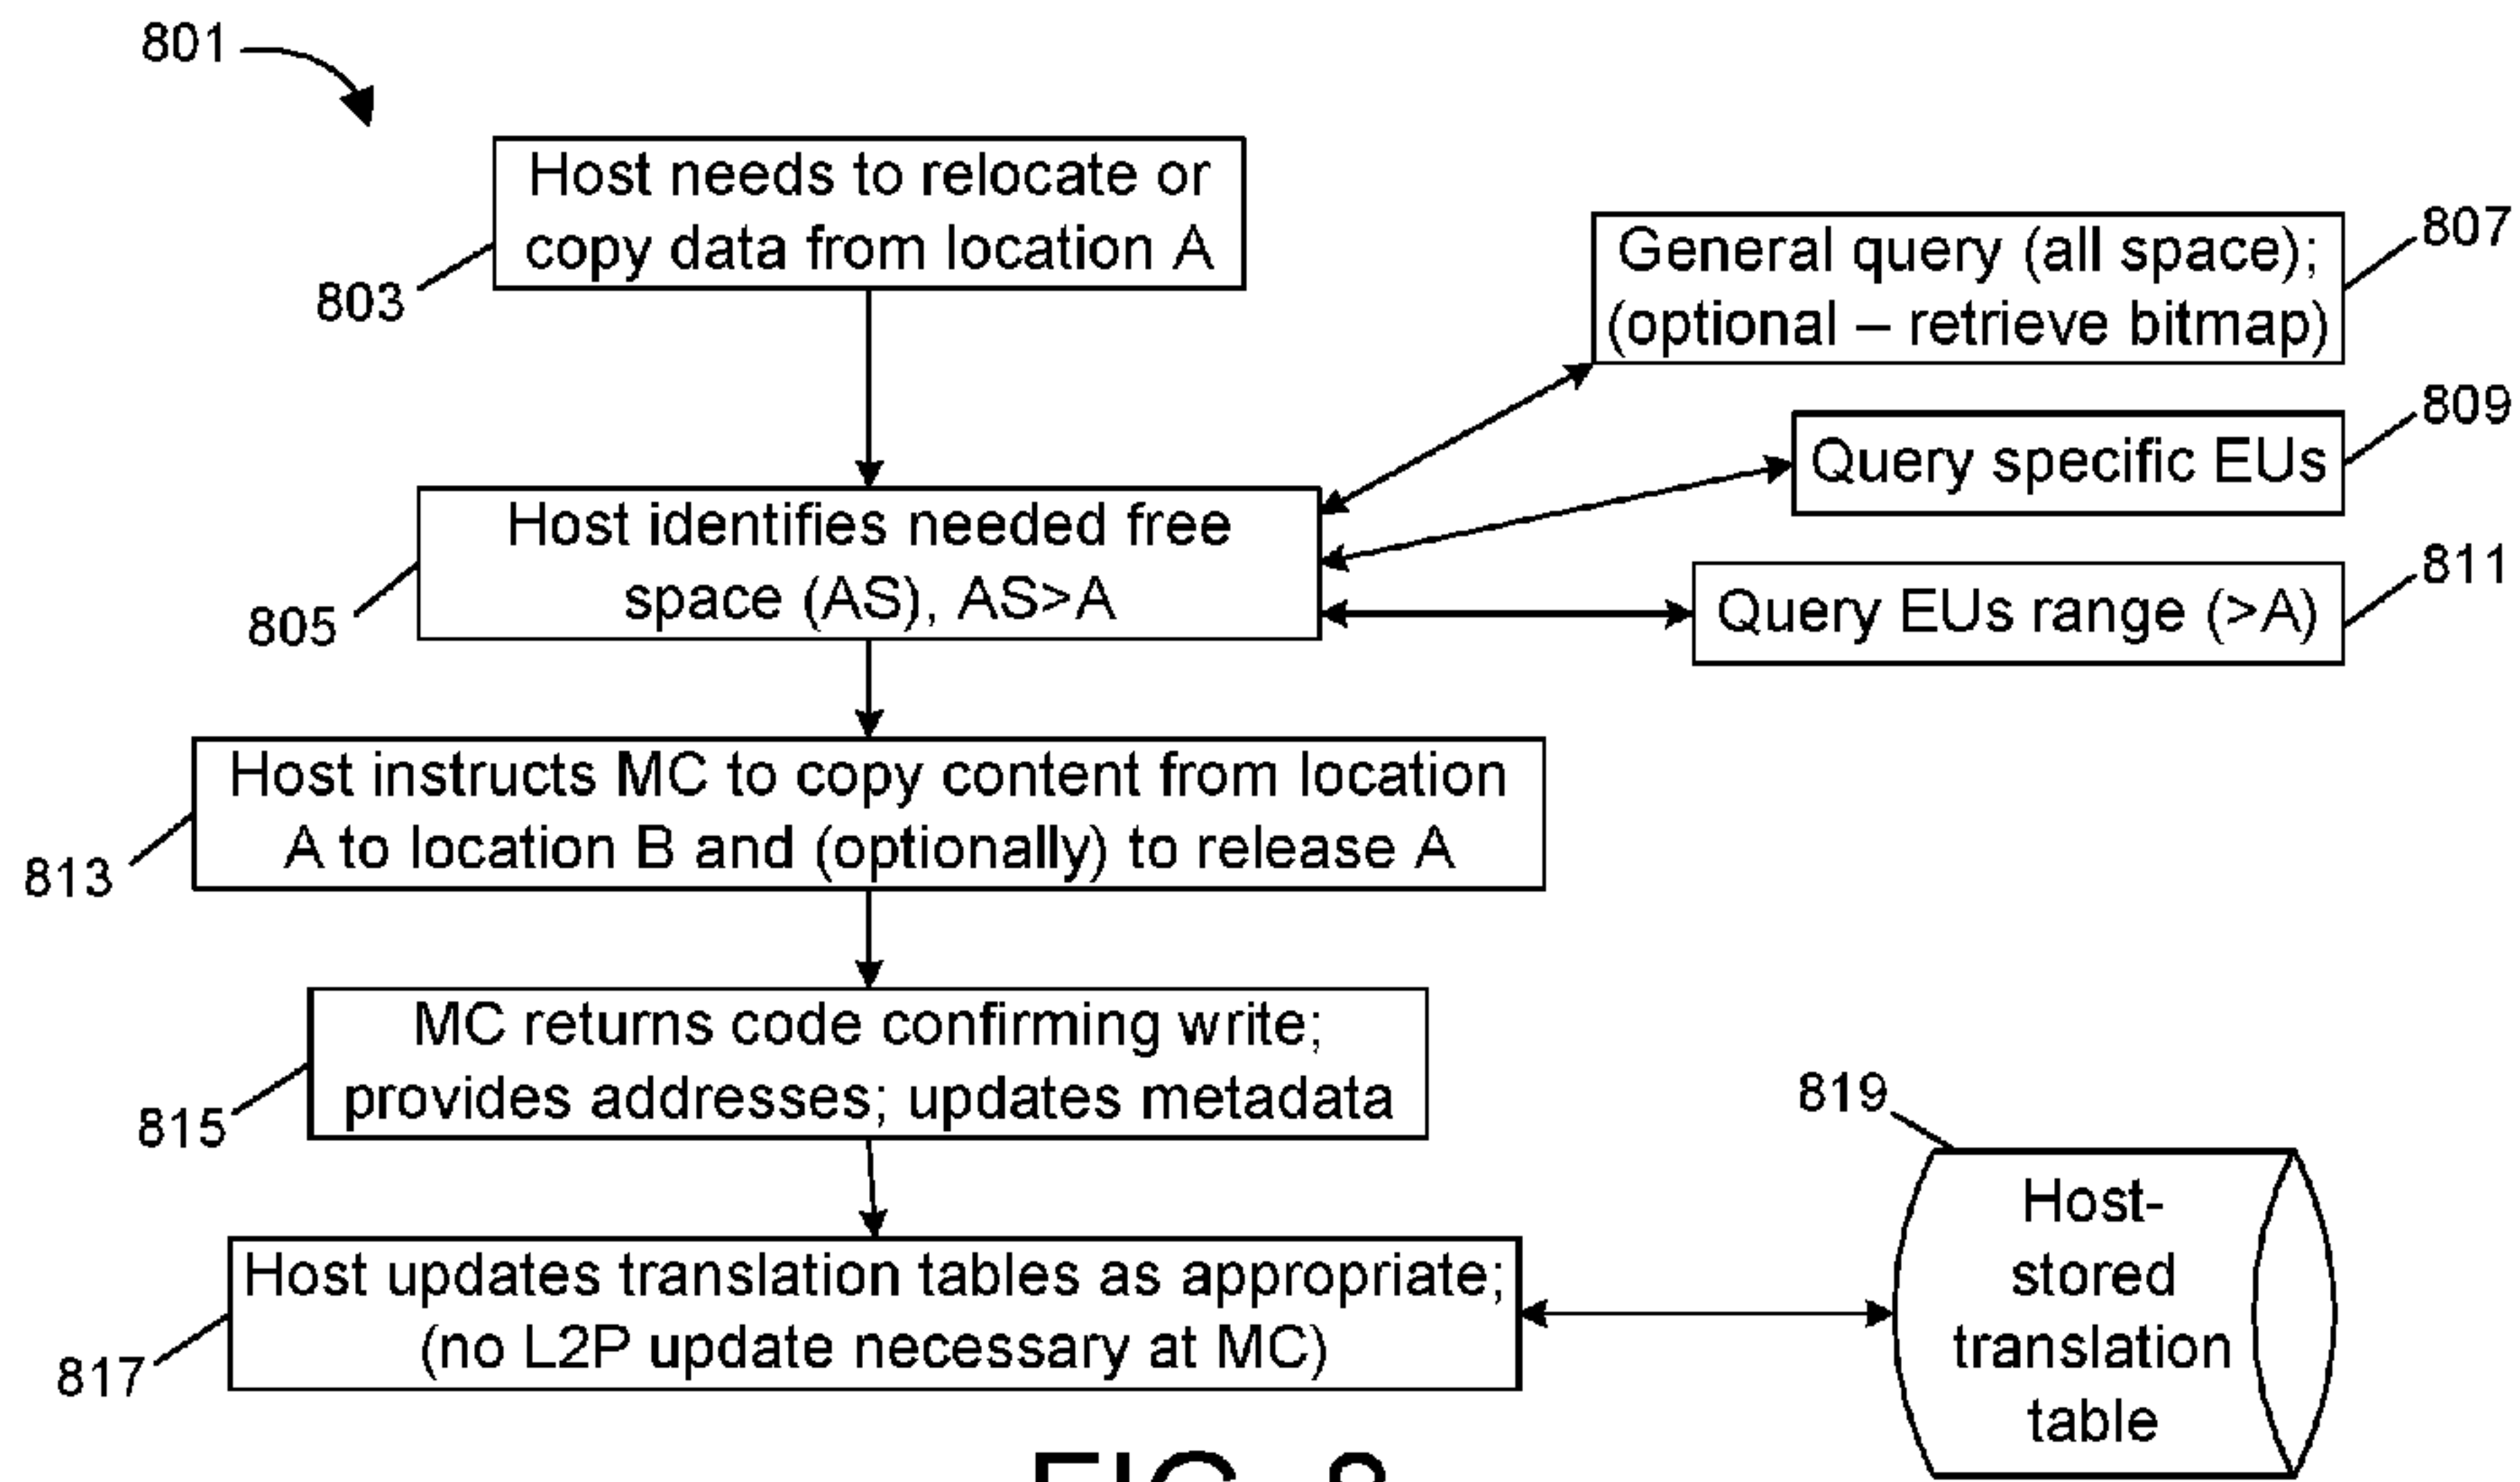 801
Host needs to relocate or
copy data from location A
803
General query (all space);
(optional – retrieve bitmap)
807
Query specific EUs
809
Host identifies needed free
space (AS), AS>A
805
Query EUs range (>A)
811
Host instructs MC to copy content from location
A to location B and (optionally) to release A
813
MC returns code confirming write;
provides addresses; updates metadata
815
Host updates translation tables as appropriate;
(no L2P update necessary at MC)
817
819
Host-
stored
translation
table
FIG. 8